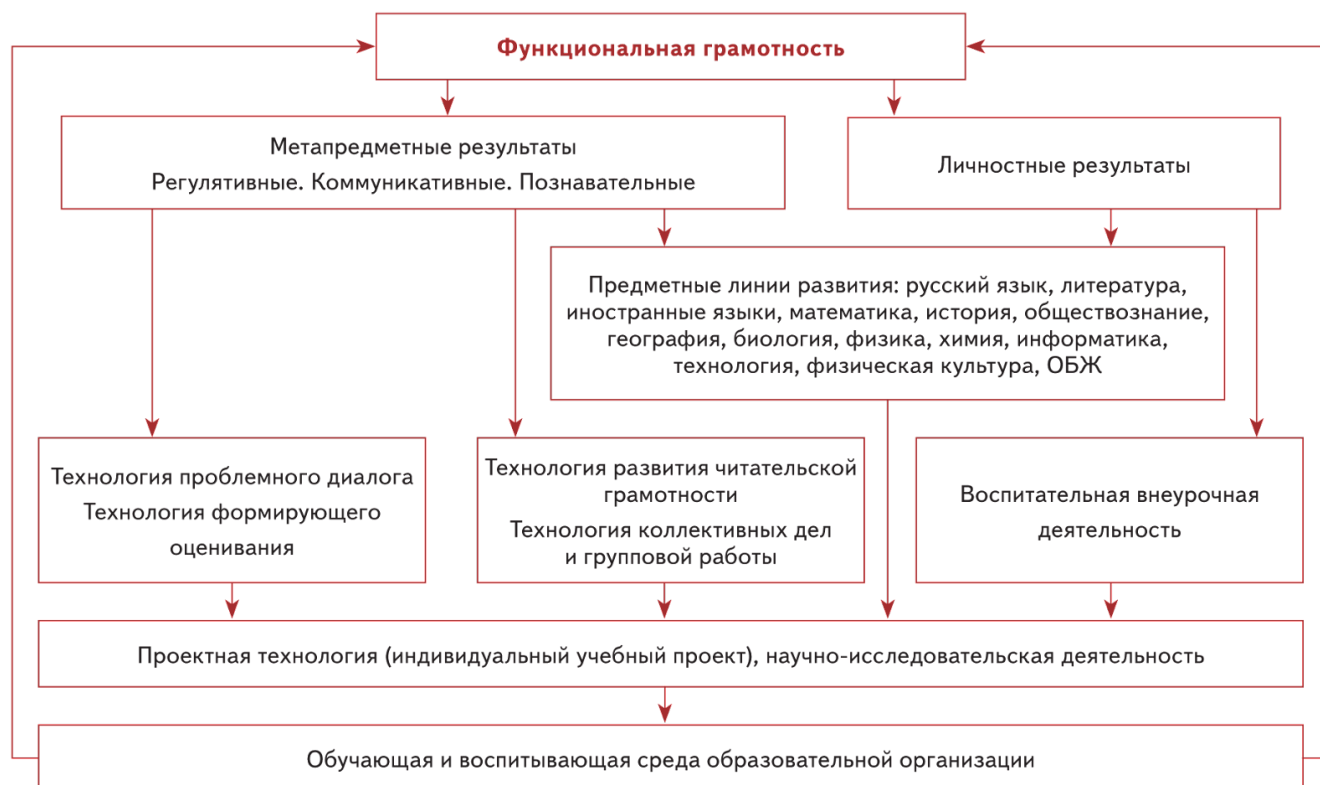 Функциональная грамотность
Метапредметные результаты
Регулятивные. Коммуникативные. Познавательные
Личностные результаты
Предметные линии развития: русский язык, литература,
иностранные языки, математика, история, обществознание,
география, биология, физика, химия, информатика,
технология, физическая культура, ОБЖ
Технология проблемного диалога
Технология формирующего
оценивания
Технология развития читательской
грамотности
Технология коллективных дел
и групповой работы
Воспитательная внеурочная
деятельность
Проектная технология (индивидуальный учебный проект), научно-исследовательская деятельность
Обучающая и воспитывающая среда образовательной организации